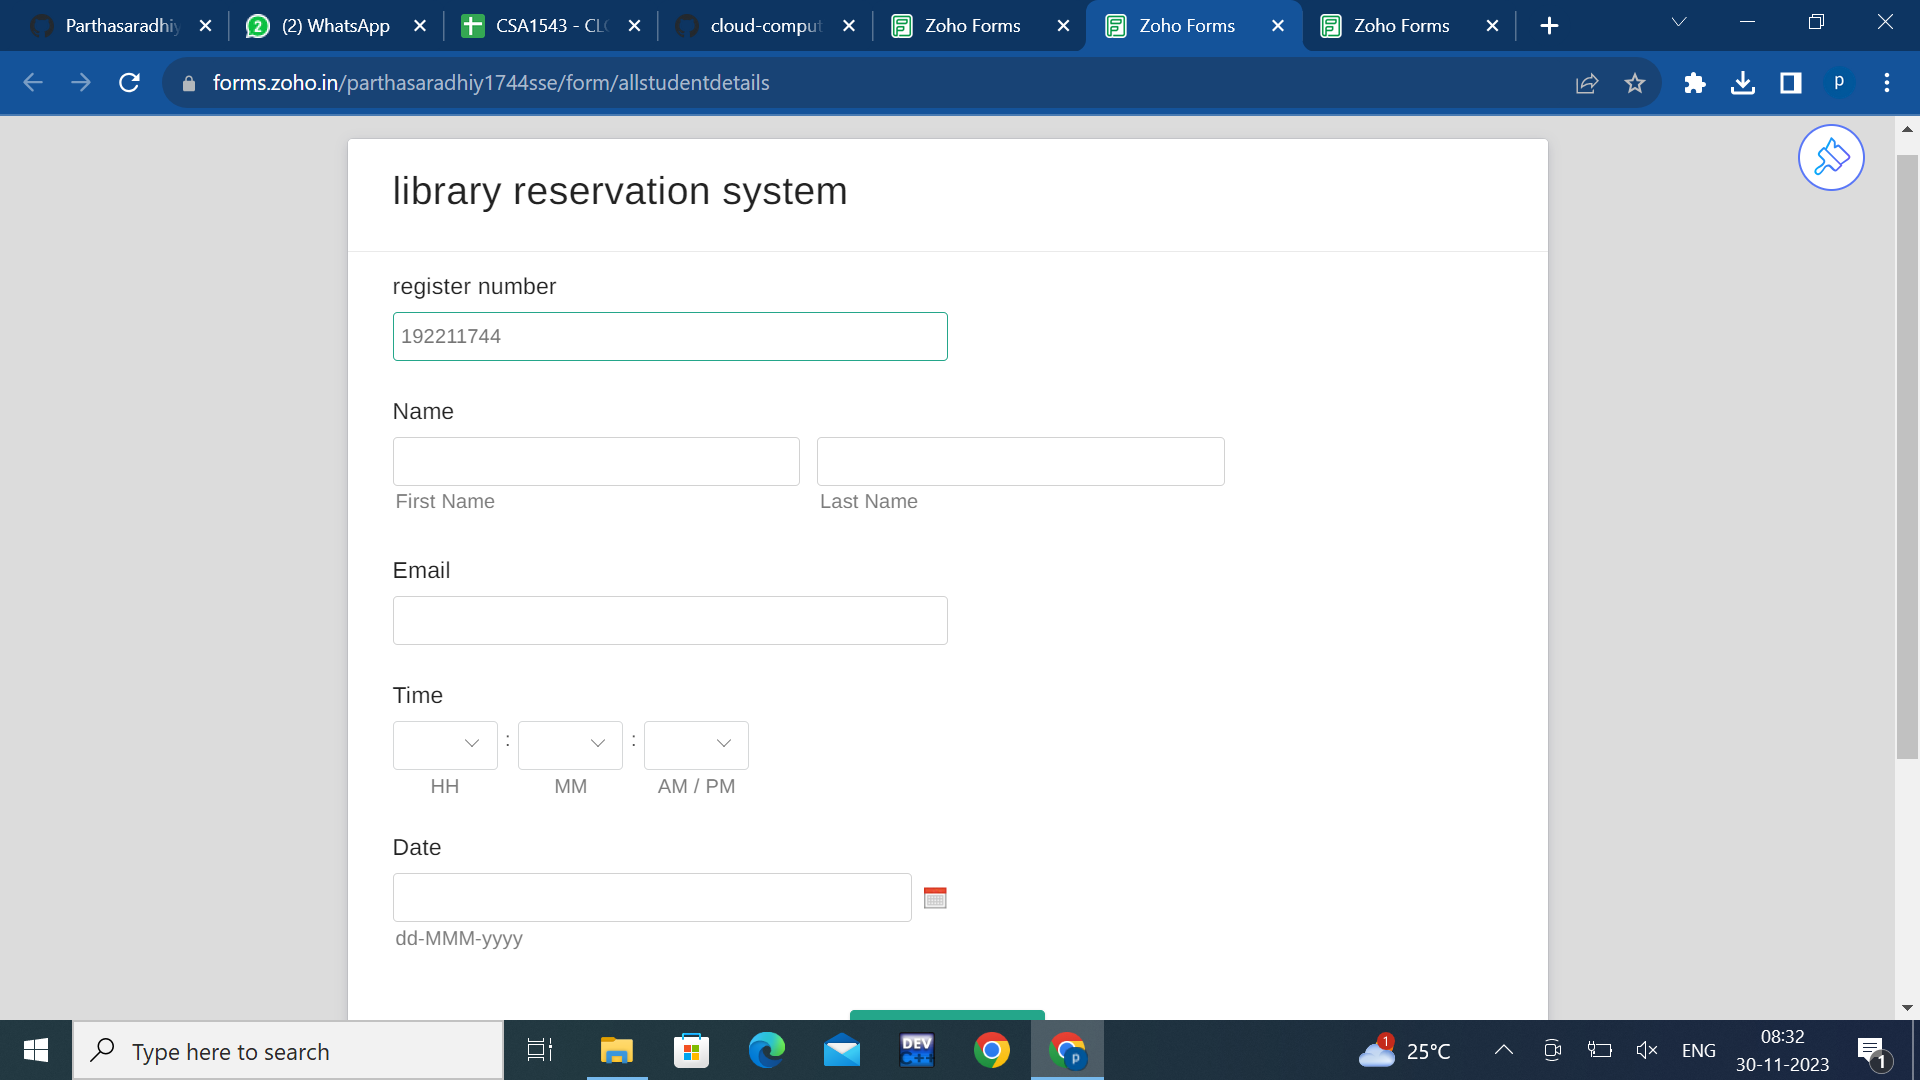 Parthasaradhiy
(2) WhatsApp
CSA1543 - CLO
cloud-comput
Zoho Forms
Zoho Forms
Zoho Forms
forms.zoho.in/parthasaradhiy1744sse/form/allstudentdetails
p
library reservation system
register number
192211744
Name
First Name
Last Name
Email
Time
:
:
HH
MM
AM / PM
Date
dd-MMM-yyyy
Type here to search
DEV
C++
p
1
25°C
ENG
08:32
30-11-2023
1